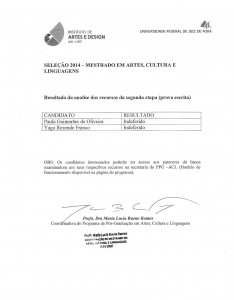 INSTITUTO DE
ARTES E DESIGN
IAD-UFJF
UNIVERSIDADE FEDERAL DE JUIZ DE FORA
SELEÇÃO 2014 – MESTRADO EM ARTES, CULTURA E
LINGUAGENS
Resultado da análise dos recursos da segunda etapa (prova escrita)
CANDIDATO RESULTADO
Paula Guimarães de Oliveira Indeferido
Yago Rezende Franco Indeferido
OBS: Os candidatos interessados poderão ter acesso aos pareceres da banca
examinadora aos seus respectivos recursos na secretaria do PPG –ACL (Horário de
funcionamento disponível na página do programa).
Profa. Dra Maria Lucia Bueno Ramos
Coordenadora do Programa de Pós-Graduação em Artes, Cultura e Linguagens
Profª. Maria Lucia Bueno Ramos